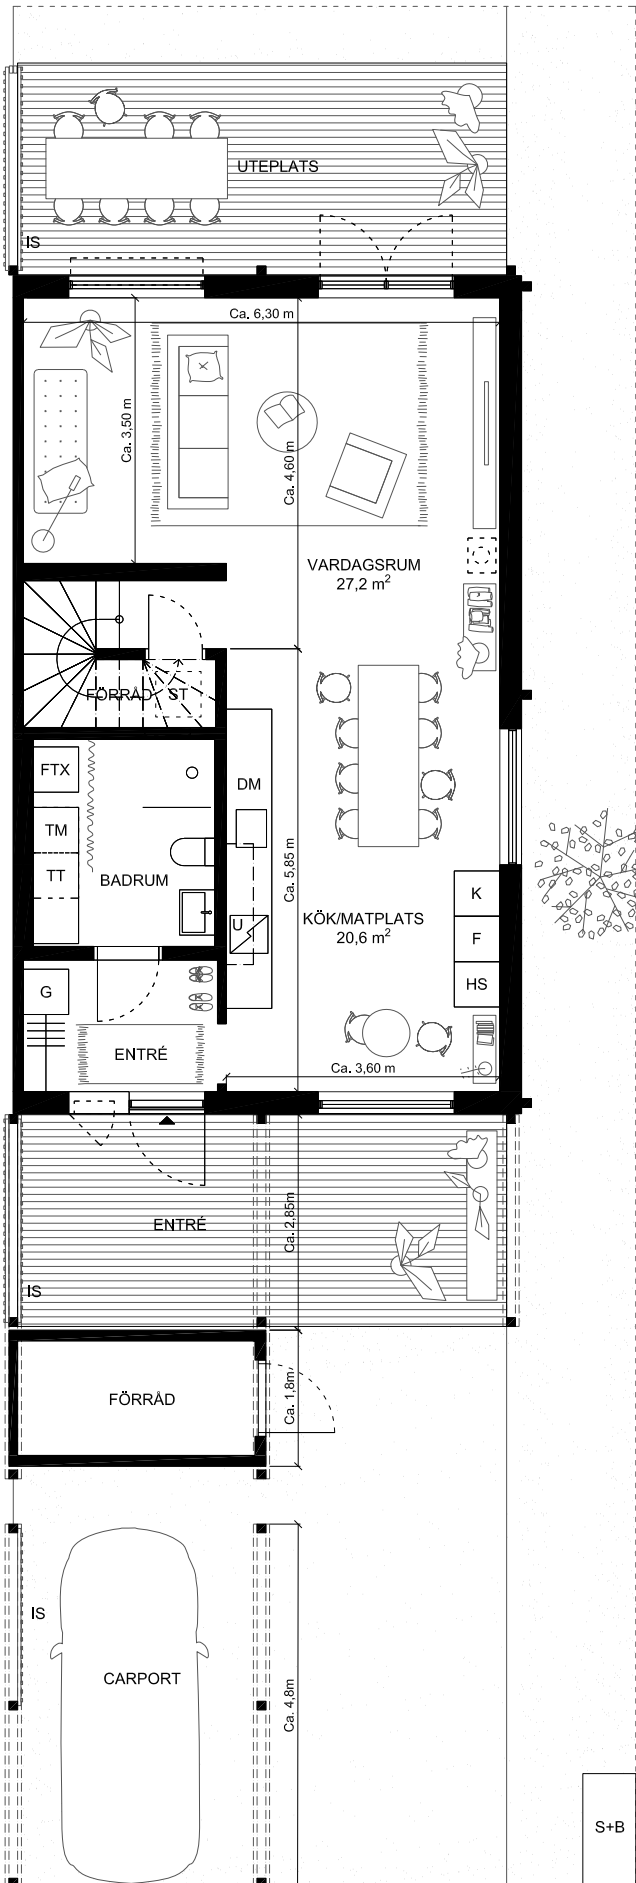 UTEPLATS
IS
Ca. 6,30 m
Ca. 3,50 m
Ca. 4,60 m
VARDAGSRUM
27,2 m²
FÖRRÅD
ST
FTX
TM
TT
BADRUM
DM
U
Ca. 5,85 m
KÖK/MATPLATS
20,6 m²
K
F
HS
G
ENTRÉ
Ca. 3,60 m
ENTRÉ
Ca. 2,85m
IS
FÖRRÅD
Ca. 1,8m
IS
CARPORT
Ca. 4,8m
S+B